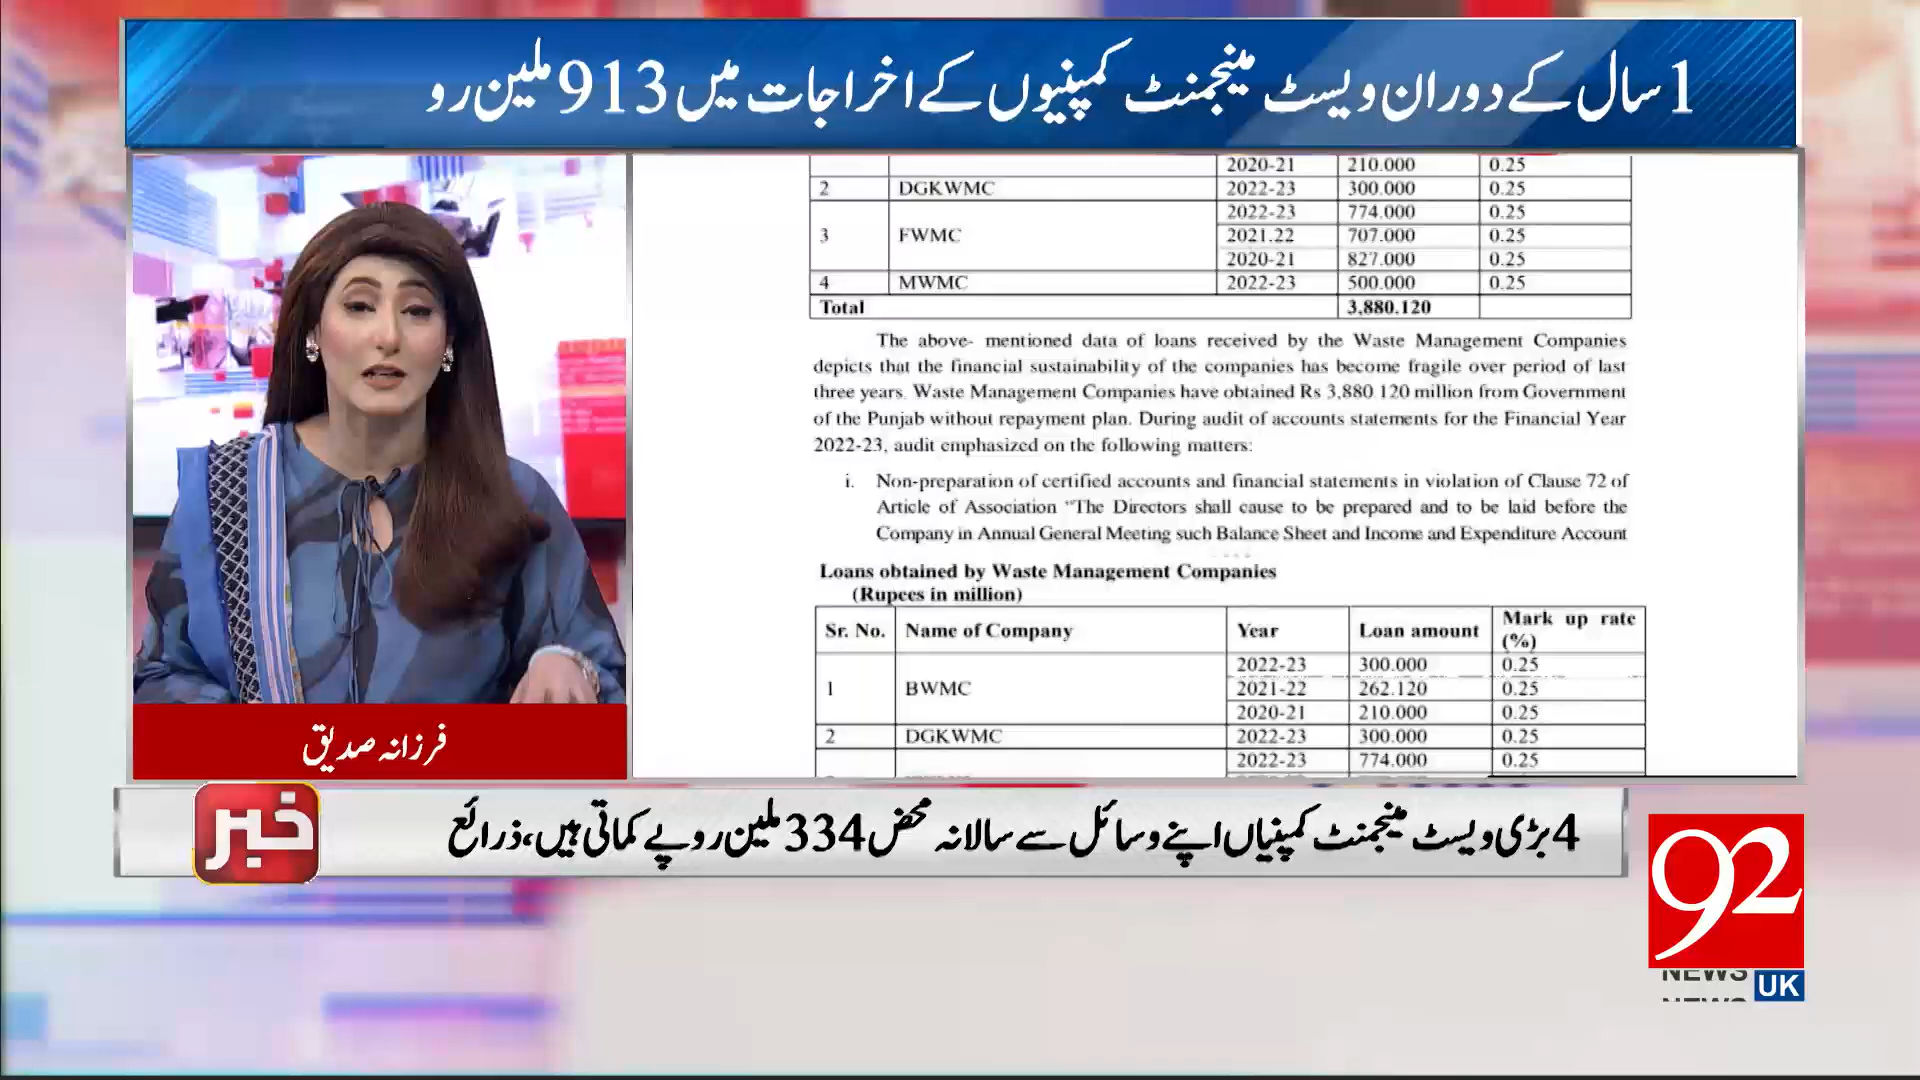 1 سال کے دوران ویسٹ مینجمنٹ کمپنیوں کے اخراجات میں 913 ملین رو
2020-21 210.000 0.25
2 DGKWMC 2022-23 300.000 0.25
2022-23 774.000 0.25
3 FWMC 2021.22 707.000 0.25
2020-21 827.000 0.25
4 MWMC 2022-23 500.000 0.25
Total 3,880.120
The above- mentioned data of loans received by the Waste Management Companies
depicts that the financial sustainability of the companies has become fragile over period of last
three years. Waste Management Companies have obtained Rs 3,880 120 million from Government
of the Punjab without repayment plan. During audit of accounts statements for the Financial Year
2022-23, audit emphasized on the following matters:
i. Non-preparation of certified accounts and financial statements in violation of Clause 72 of
Article of Association "The Directors shall cause to be prepared and to be laid before the
Company in Annual General Meeting such Balance Sheet and Income and Expenditure Account
Loans obtained by Waste Management Companies
(Rupees in million)
Sr. No. Name of Company Year Loan amount Mark up rate
(%)
2022-23 300.000 0.25
1 BWMC 2021-22 262.120 0.25
2020-21 210.000 0.25
2 DGKWMC 2022-23 300.000 0.25
2022-23 774.000 0.25
فرزانہ صدیق
خبر
4 بڑی ویسٹ مینجمنٹ کمپنیاں اپنے وسائل سے سالانہ محض 334 ملین روپے کماتی ہیں، ذرائع
92
NEWS
UK